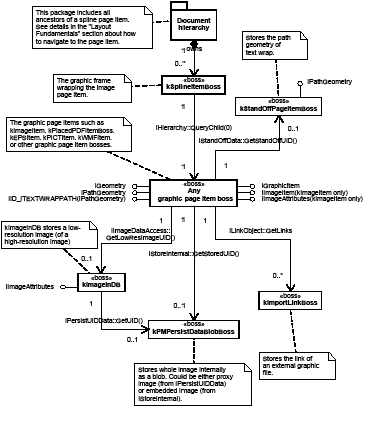 This package includes all
ancestors of a spline page item.
See details in the "Layout
Fundamentals" section about how
to navigate to the page item.
Document
hierarchy
1
owns
0..*
Stores the path
geometry of
text wrap.
The graphic frame
wrapping the image
page item.
«boss»
kSplineItemBoss
IPathGeometry
«boss»
kStandOffPageItemBoss
1
The graphic page items such as
kImageItem, kPlacedPDFItemBoss,
kEPSItem, kPICTItem, kWMFItem,
or other graphic page item bosses.
IHierarchy::QueryChild(0)
0..1
IStandOffData::GetStandOffUID()
1
1
IGeometry
IPathGeometry
IID_ITEXTWRAPPATH(IPathGeometry)
«boss»
Any
graphic page item boss
IGraphicItem
IImageItem(kImageItem only)
IImageAttributes(kImageItem only)
kImageInDB stores a low-
resolution image (of a
high-resolution image)
1
1
1
IImageDataAccess::
GetLowResImageUID()
ILinkObject::GetLinks
IStoreInternal::GetStoredUID()
0..1
0..*
IImageAttributes
«boss»
kImageInDB
1
0..1
«boss»
kImportLinkBoss
IPersistUIDData::GetUID()
0..1
«boss»
kPMPersistDataBlobBoss
Stores whole image internally
as a blob. Could be either proxy
image (from IPersistUIDData)
or embedded image (from
IStoreInternal).
Stores the link of
an external graphic
file.